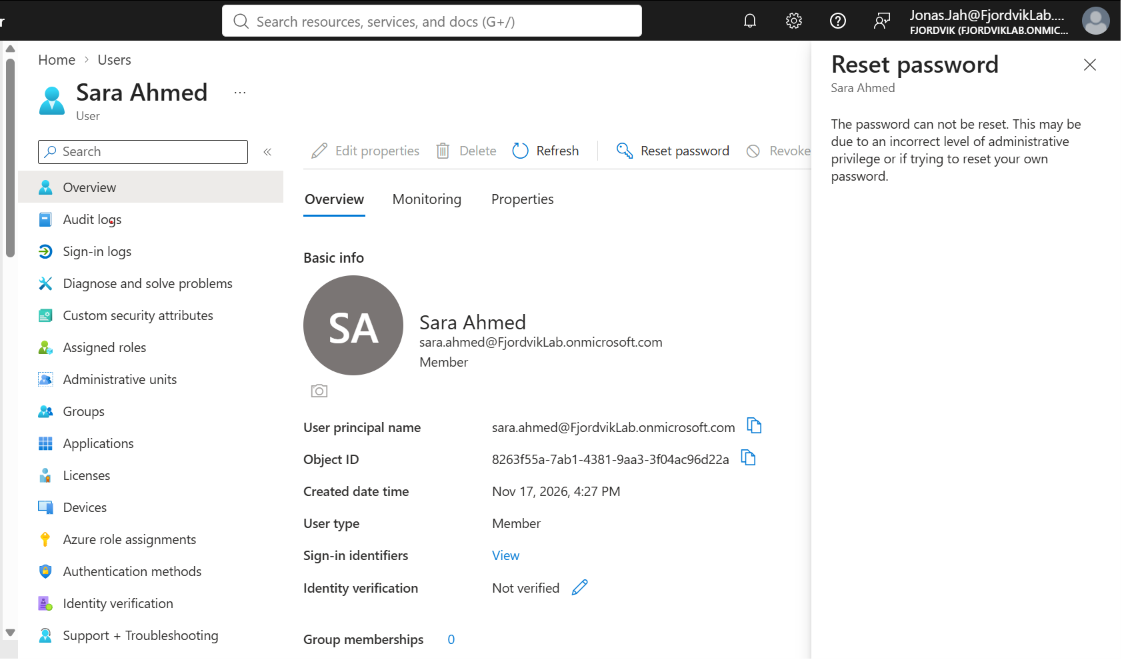 r
Search resources, services, and docs (G+/)
Jonas.Jah@FjordvikLab....
FJORDVIK (FJORDVIKLAB.ONMIC...
Home > Users
Sara Ahmed ...
User
Search
«
Overview
Audit logs
Sign-in logs
Diagnose and solve problems
Custom security attributes
Assigned roles
Administrative units
Groups
Applications
Licenses
Devices
Azure role assignments
Authentication methods
Identity verification
Support + Troubleshooting
Edit properties Delete Refresh Reset password Revoke
Overview Monitoring Properties
Basic info
SA
Sara Ahmed
sara.ahmed@FjordvikLab.onmicrosoft.com
Member
User principal name sara.ahmed@FjordvikLab.onmicrosoft.com
Object ID 8263f55a-7ab1-4381-9aa3-3f04ac96d22a
Created date time Nov 17, 2026, 4:27 PM
User type Member
Sign-in identifiers View
Identity verification Not verified
Group memberships 0
Reset password
Sara Ahmed
The password can not be reset. This may be
due to an incorrect level of administrative
privilege or if trying to reset your own
password.